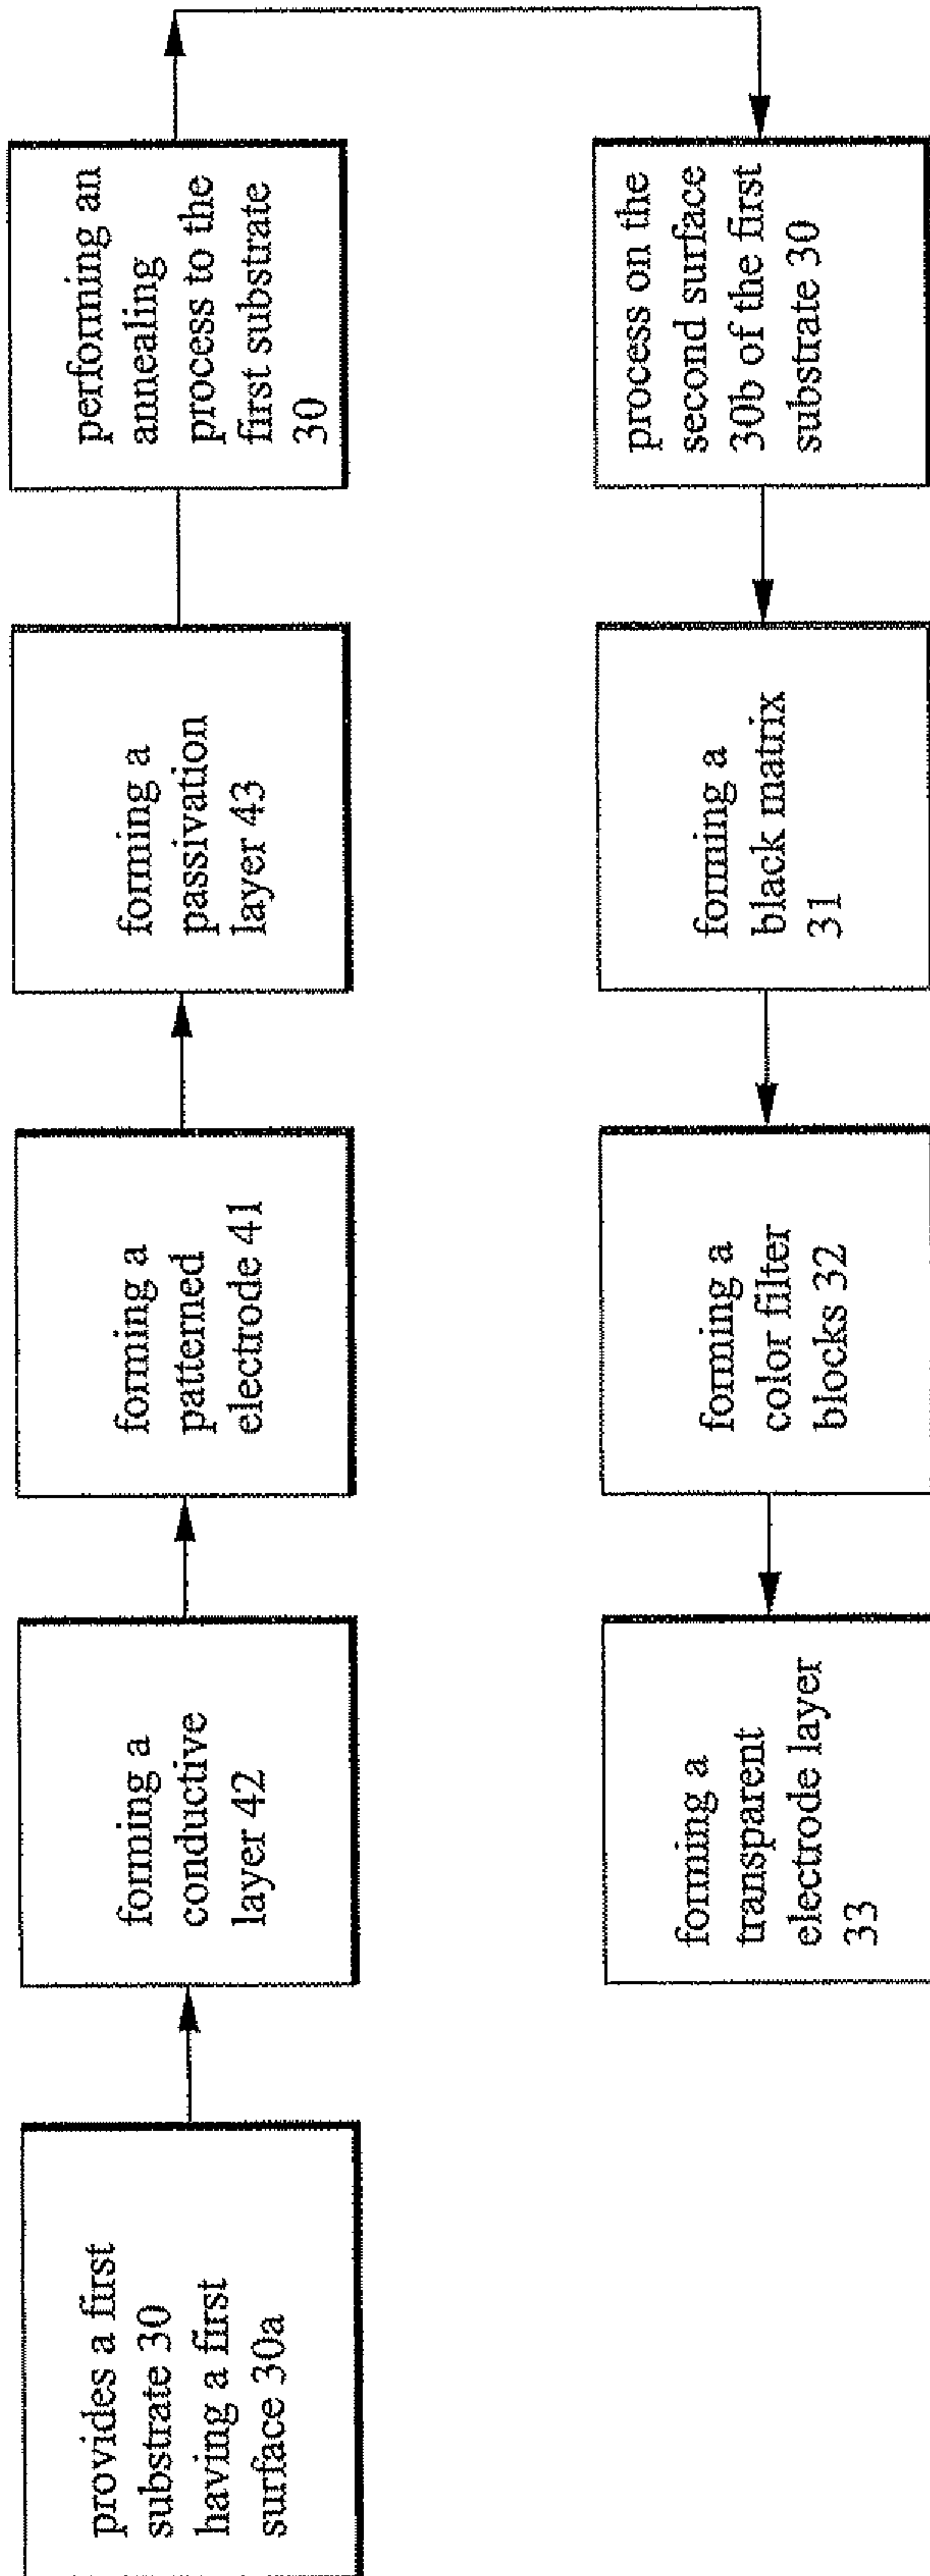 provides a first
substrate 30
having a first
surface 30a
forming a
conductive
layer 42
forming a
patterned
electrode 41
forming a
passivation
layer 43
performing an
annealing
process to the
first substrate
30
process on the
second surface
30b of the first
substrate 30
forming a
black matrix
31
forming a
color filter
blocks 32
forming a
transparent
electrode layer
33